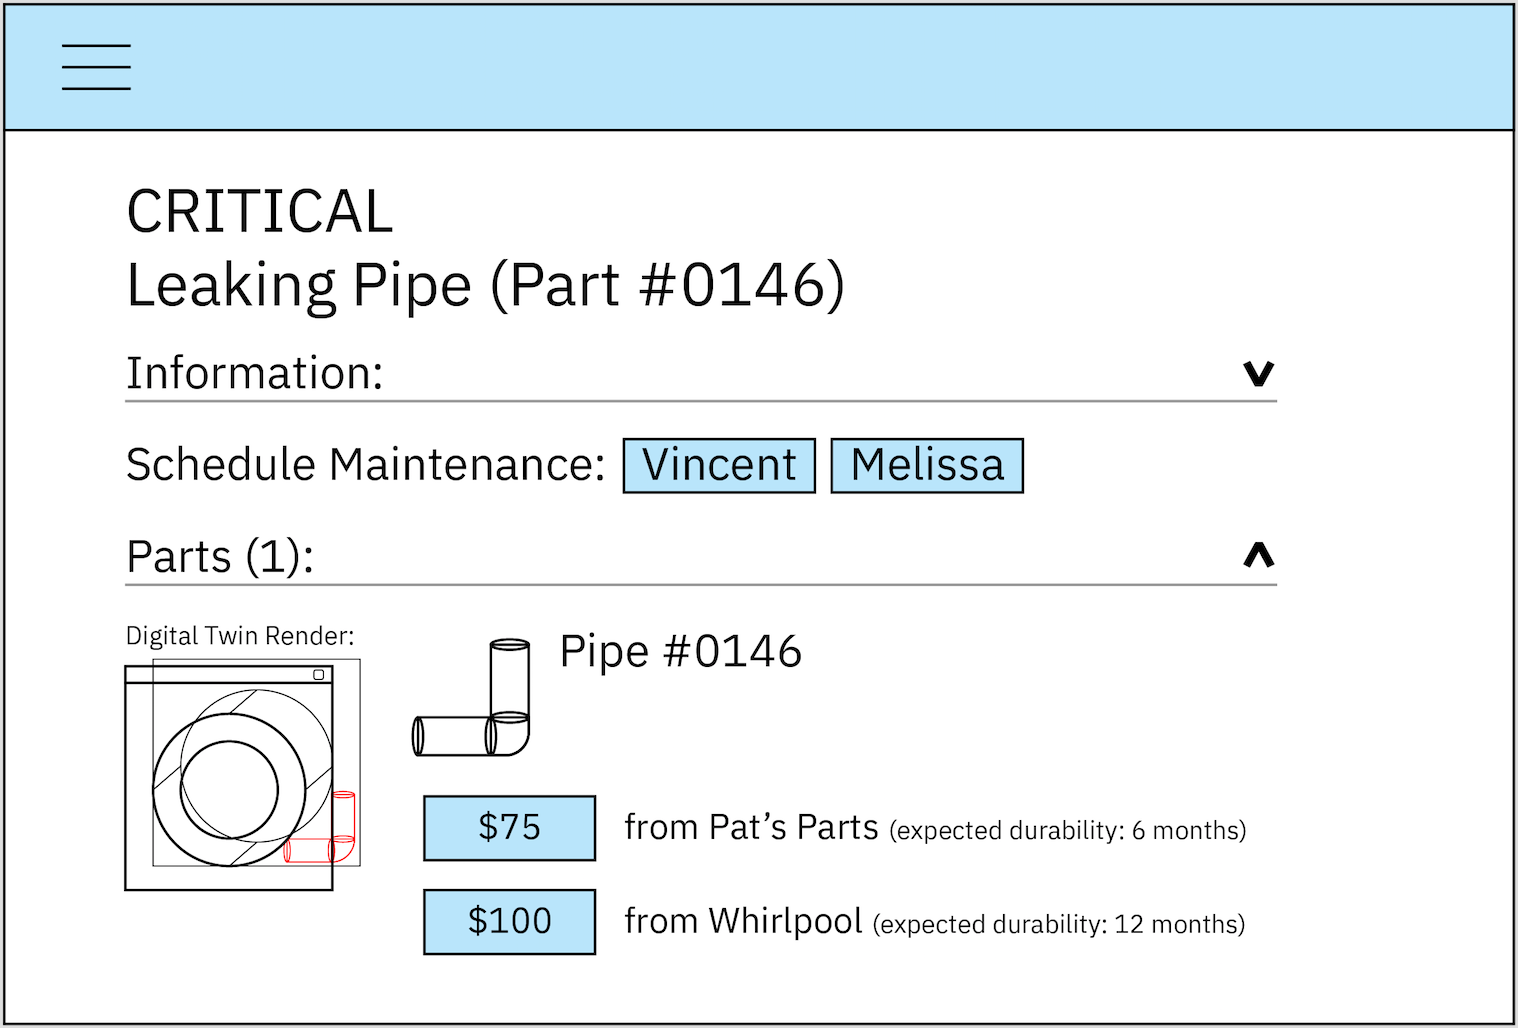 CRITICAL
Leaking Pipe (Part #0146)
Information:
Schedule Maintenance: Vincent Melissa
Parts (1):
Digital Twin Render:
Pipe #0146
$75 from Pat’s Parts (expected durability: 6 months)
$100 from Whirlpool (expected durability: 12 months)